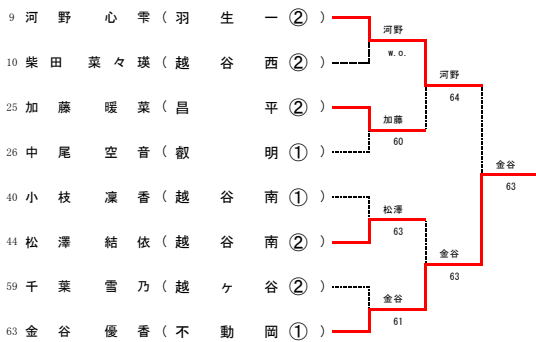 9 河野 心雫 (羽生一 ②)
10 柴田 菜々瑛 (越谷西 ②)
25 加藤 暖菜 (昌平 ②)
26 中尾 空音 (叡明 ①)
40 小枝 凜香 (越谷南 ①)
44 松澤 結依 (越谷南 ②)
59 千葉 雪乃 (越ヶ谷 ②)
63 金谷 優香 (不動岡 ①)
河野
w.o.
加藤
60
松澤
63
金谷
61
河野
64
金谷
63
金谷
63